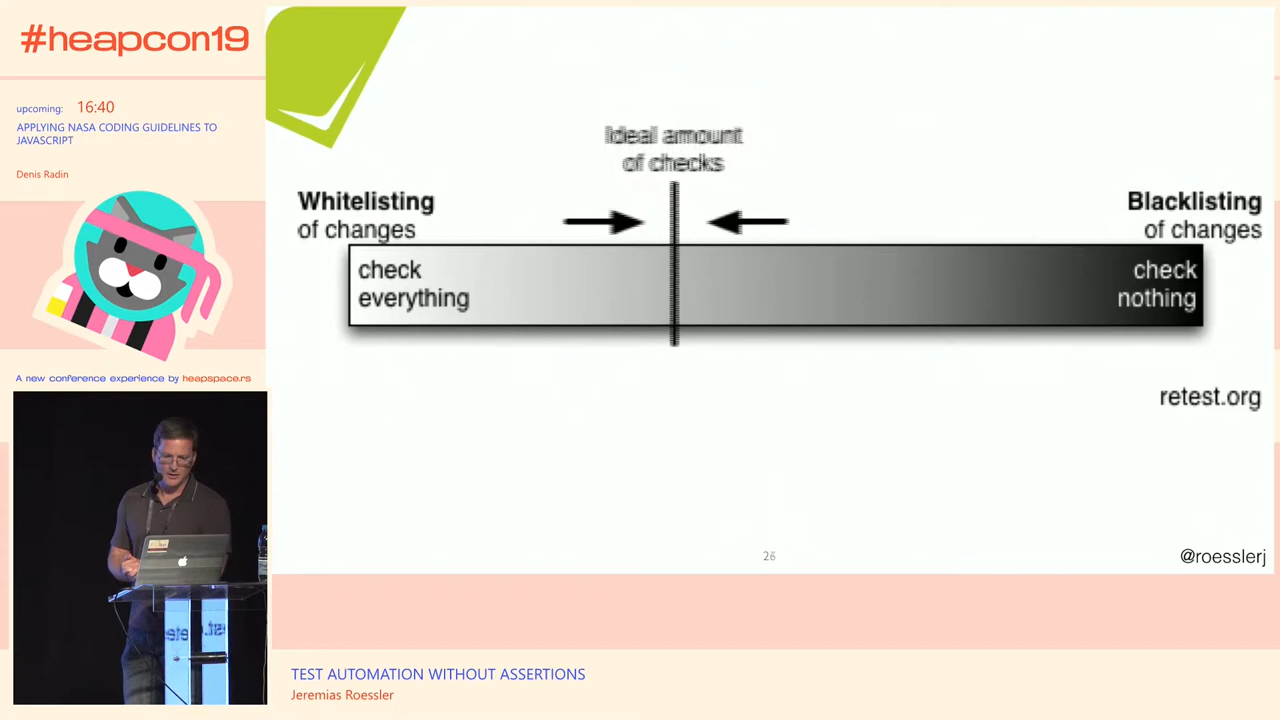 #heapcon19
upcoming: 16:40
APPLYING NASA CODING GUIDELINES TO
JAVASCRIPT
Denis Radin
A new conference experience by heapspace.rs
Ideal amount
of checks
Whitelisting
of changes
Blacklisting
of changes
check
everything
check
nothing
retest.org
26
@roesslerj
TEST AUTOMATION WITHOUT ASSERTIONS
Jeremias Roessler